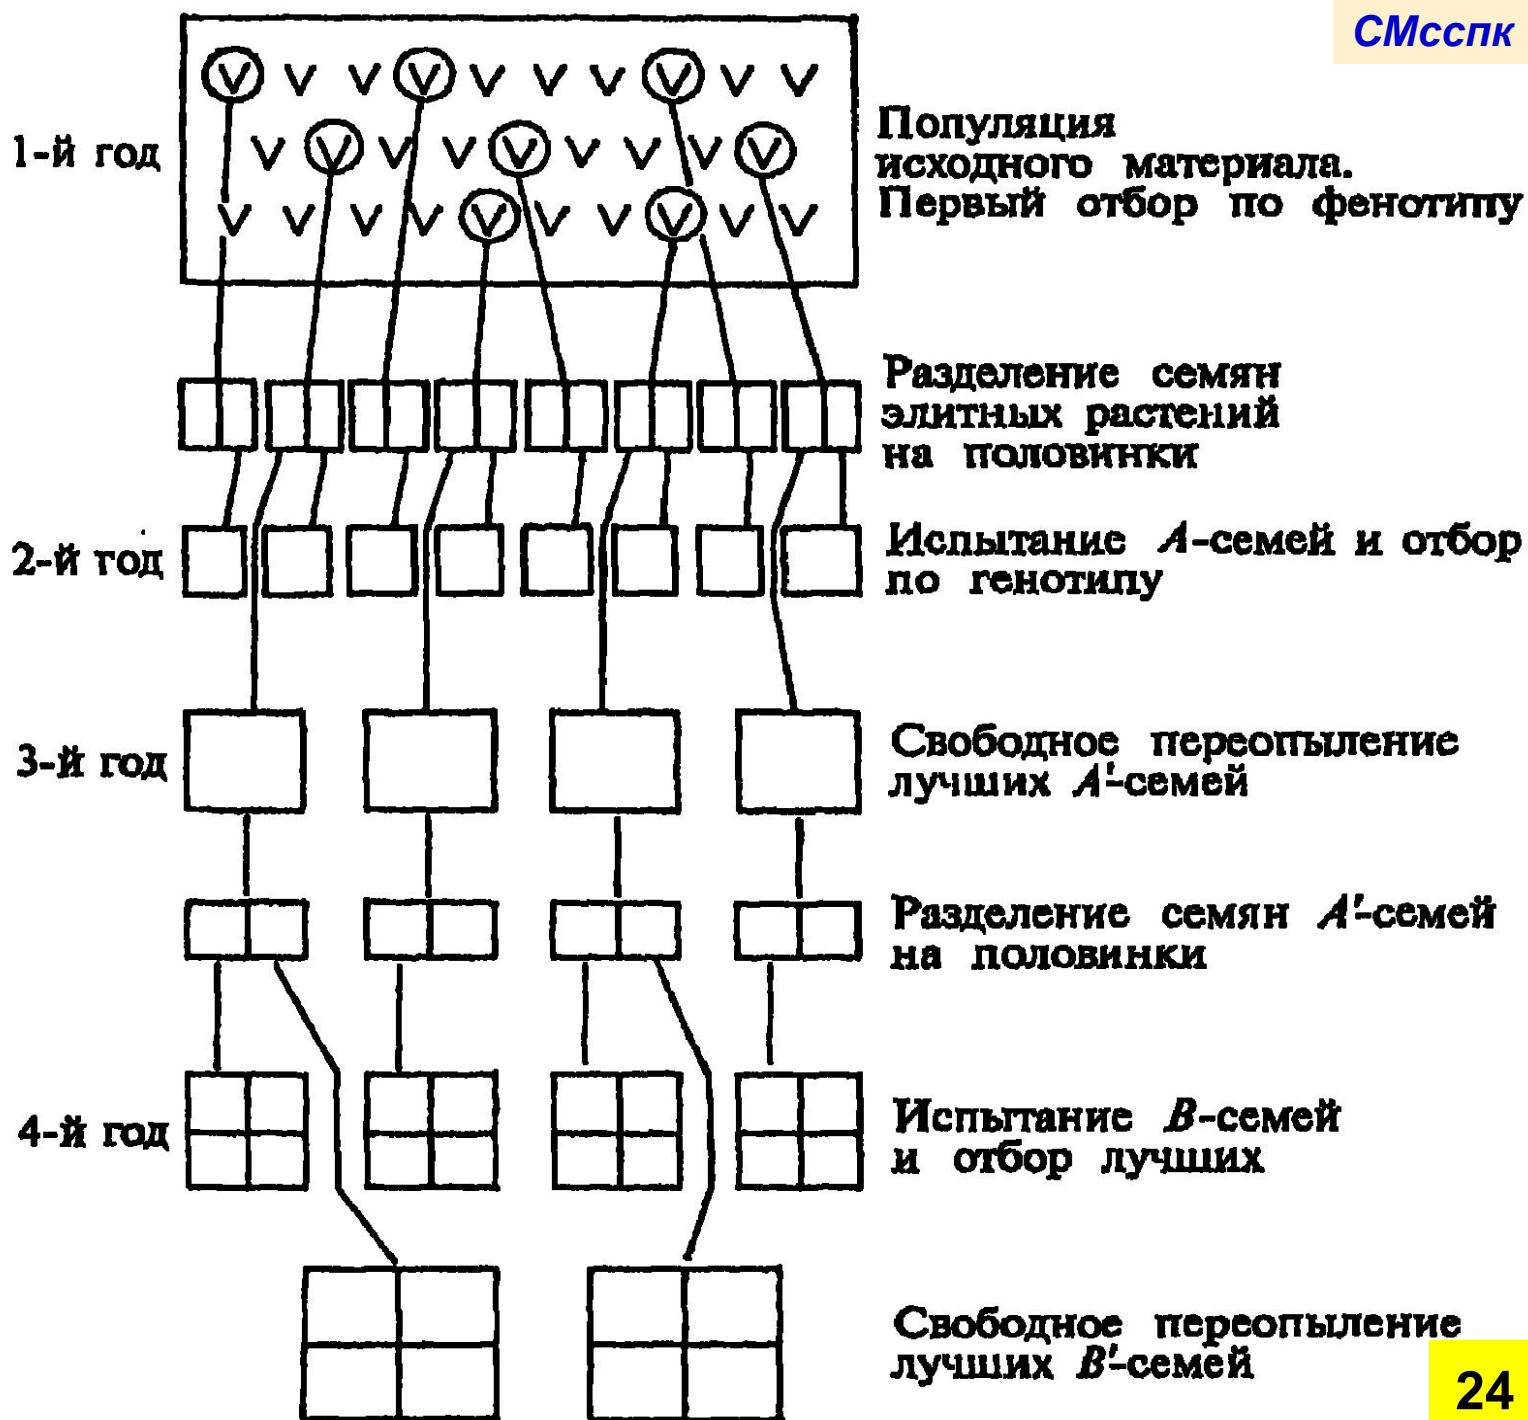 СМсспк
1-й год
Популяция
исходного материала.
Первый отбор по фенотипу
V V V V V V V V V V
V V V V V V V V V
V V V V V V V V V V
Разделение семян
элитных растений
на половинки
2-й год
Испытание А-семей и отбор
по генотипу
3-й год
Свободное переопыление
лучших А'-семей
Разделение семян А'-семей
на половинки
4-й год
Испытание В-семей
и отбор лучших
Свободное переопыление
лучших В'-семей
24